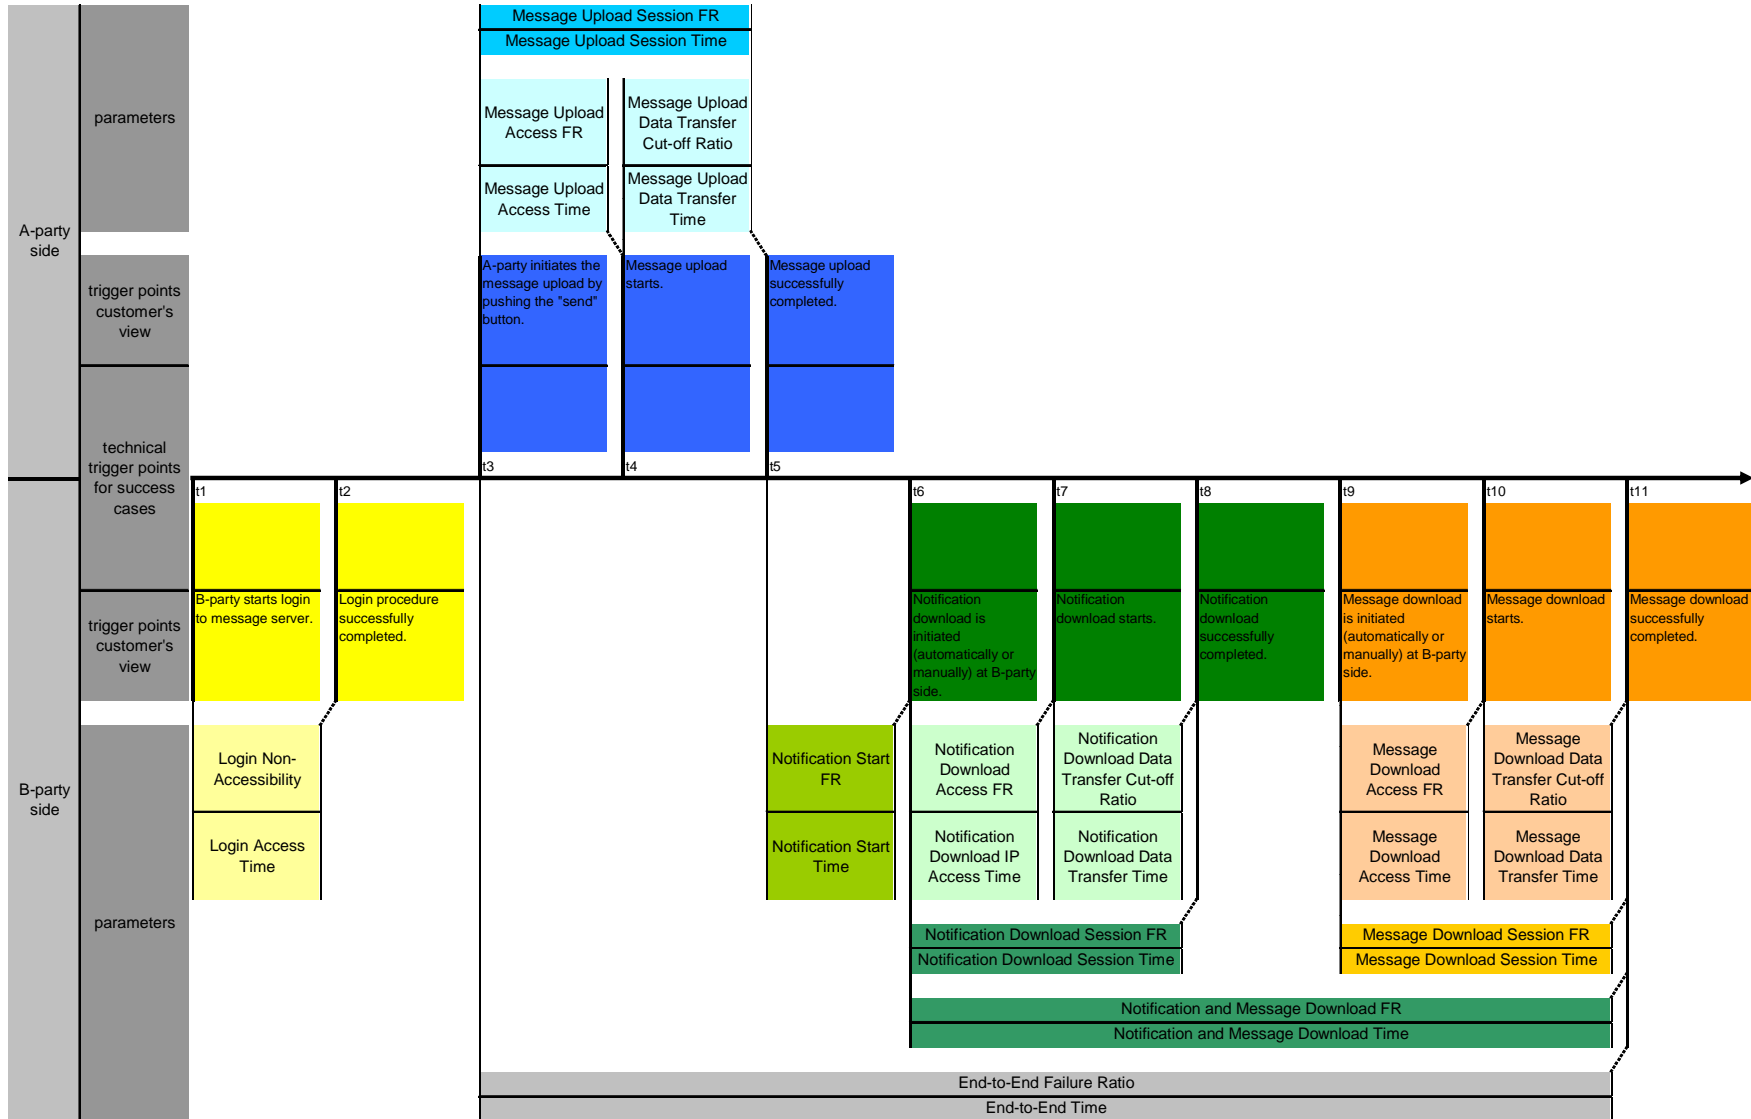 Message Upload Session FR
Message Upload Session Time
parameters
Message Upload
Access FR
Message Upload
Data Transfer
Cut-off Ratio
Message Upload
Access Time
Message Upload
Data Transfer
Time
A-party
side
trigger points
customer's
view
A-party initiates the
message upload by
pushing the "send"
button.
Message upload
starts.
Message upload
successfully
completed.
technical
trigger points
for success
cases
t3
t4
t5
t1
t2
t6
t7
t8
t9
t10
t11
B-party
side
trigger points
customer's
view
B-party starts login
to message server.
Login procedure
successfully
completed.
Notification
download is
initiated
(automatically or
manually) at B-party
side.
Notification
download starts.
Notification
download
successfully
completed.
Message download
is initiated
(automatically or
manually) at B-party
side.
Message download
starts.
Message download
successfully
completed.
parameters
Login Non-
Accessibility
Login Access
Time
Notification Start
FR
Notification Start
Time
Notification
Download
Access FR
Notification
Download IP
Access Time
Notification
Download Data
Transfer Cut-off
Ratio
Notification
Download Data
Transfer Time
Message
Download
Access FR
Message
Download
Access Time
Message
Download Data
Transfer Cut-off
Ratio
Message
Download Data
Transfer Time
Notification Download Session FR
Notification Download Session Time
Message Download Session FR
Message Download Session Time
Notification and Message Download FR
Notification and Message Download Time
End-to-End Failure Ratio
End-to-End Time